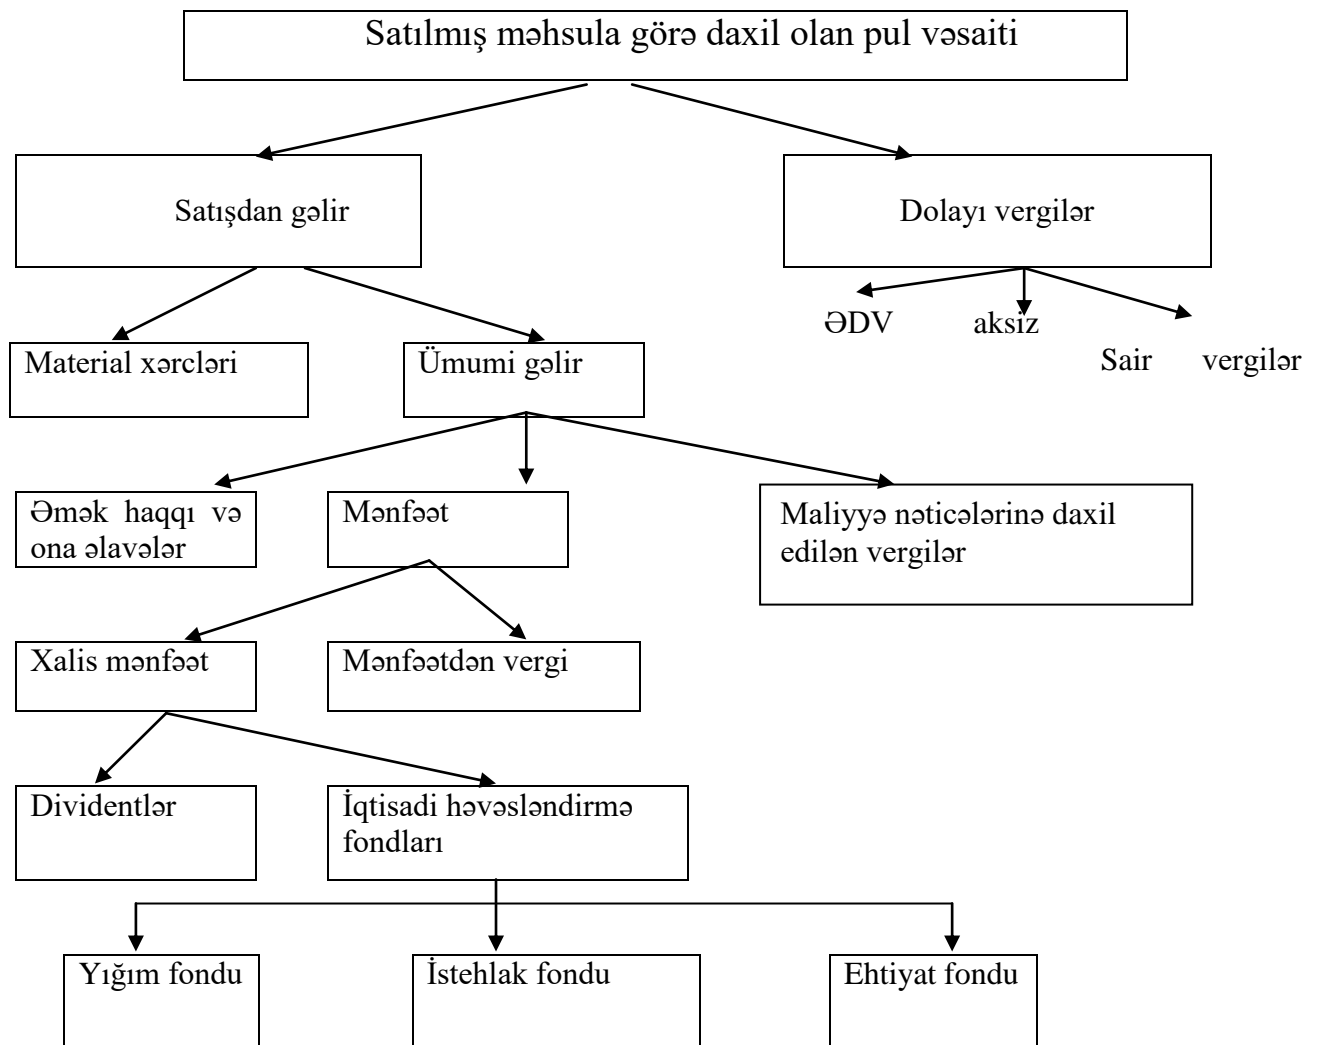 Satılmış məhsula görə daxil olan pul vəsaiti
Satışdan gəlir
Dolayı vergilər
ƏDV
aksiz
Sair vergilər
Material xərcləri
Ümumi gəlir
Əmək haqqı və
ona əlavələr
Mənfəət
Maliyyə nəticələrinə daxil
edilən vergilər
Xalis mənfəət
Mənfəətdən vergi
Dividentlər
İqtisadi həvəsləndirmə
fondları
Yığım fondu
İstehlak fondu
Ehtiyat fondu